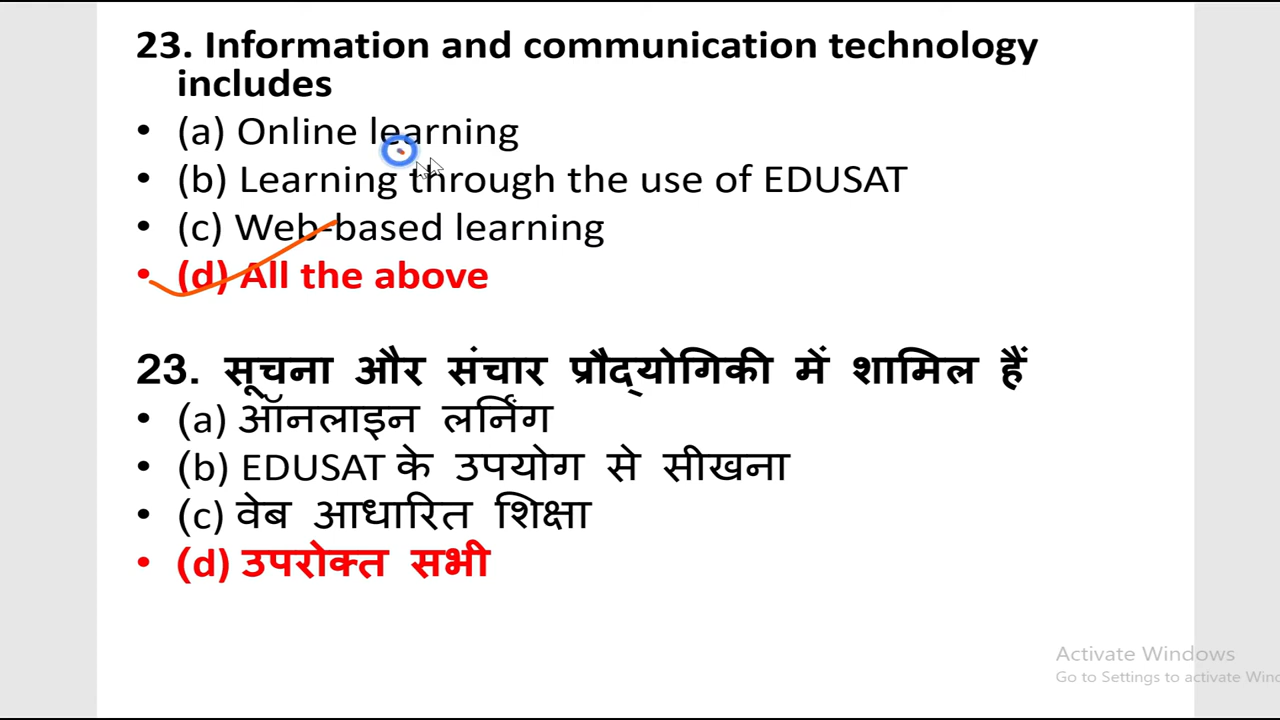 23. Information and communication technology
includes
• (a) Online learning
• (b) Learning through the use of EDUSAT
• (c) Web-based learning
• (d) All the above
23. सूचना और संचार प्रौद्योगिकी में शामिल हैं
• (a) ऑनलाइन लर्निंग
• (b) EDUSAT के उपयोग से सीखना
• (c) वेब आधारित शिक्षा
• (d) उपरोक्त सभी
Activate Windows
Go to Settings to activate Wind